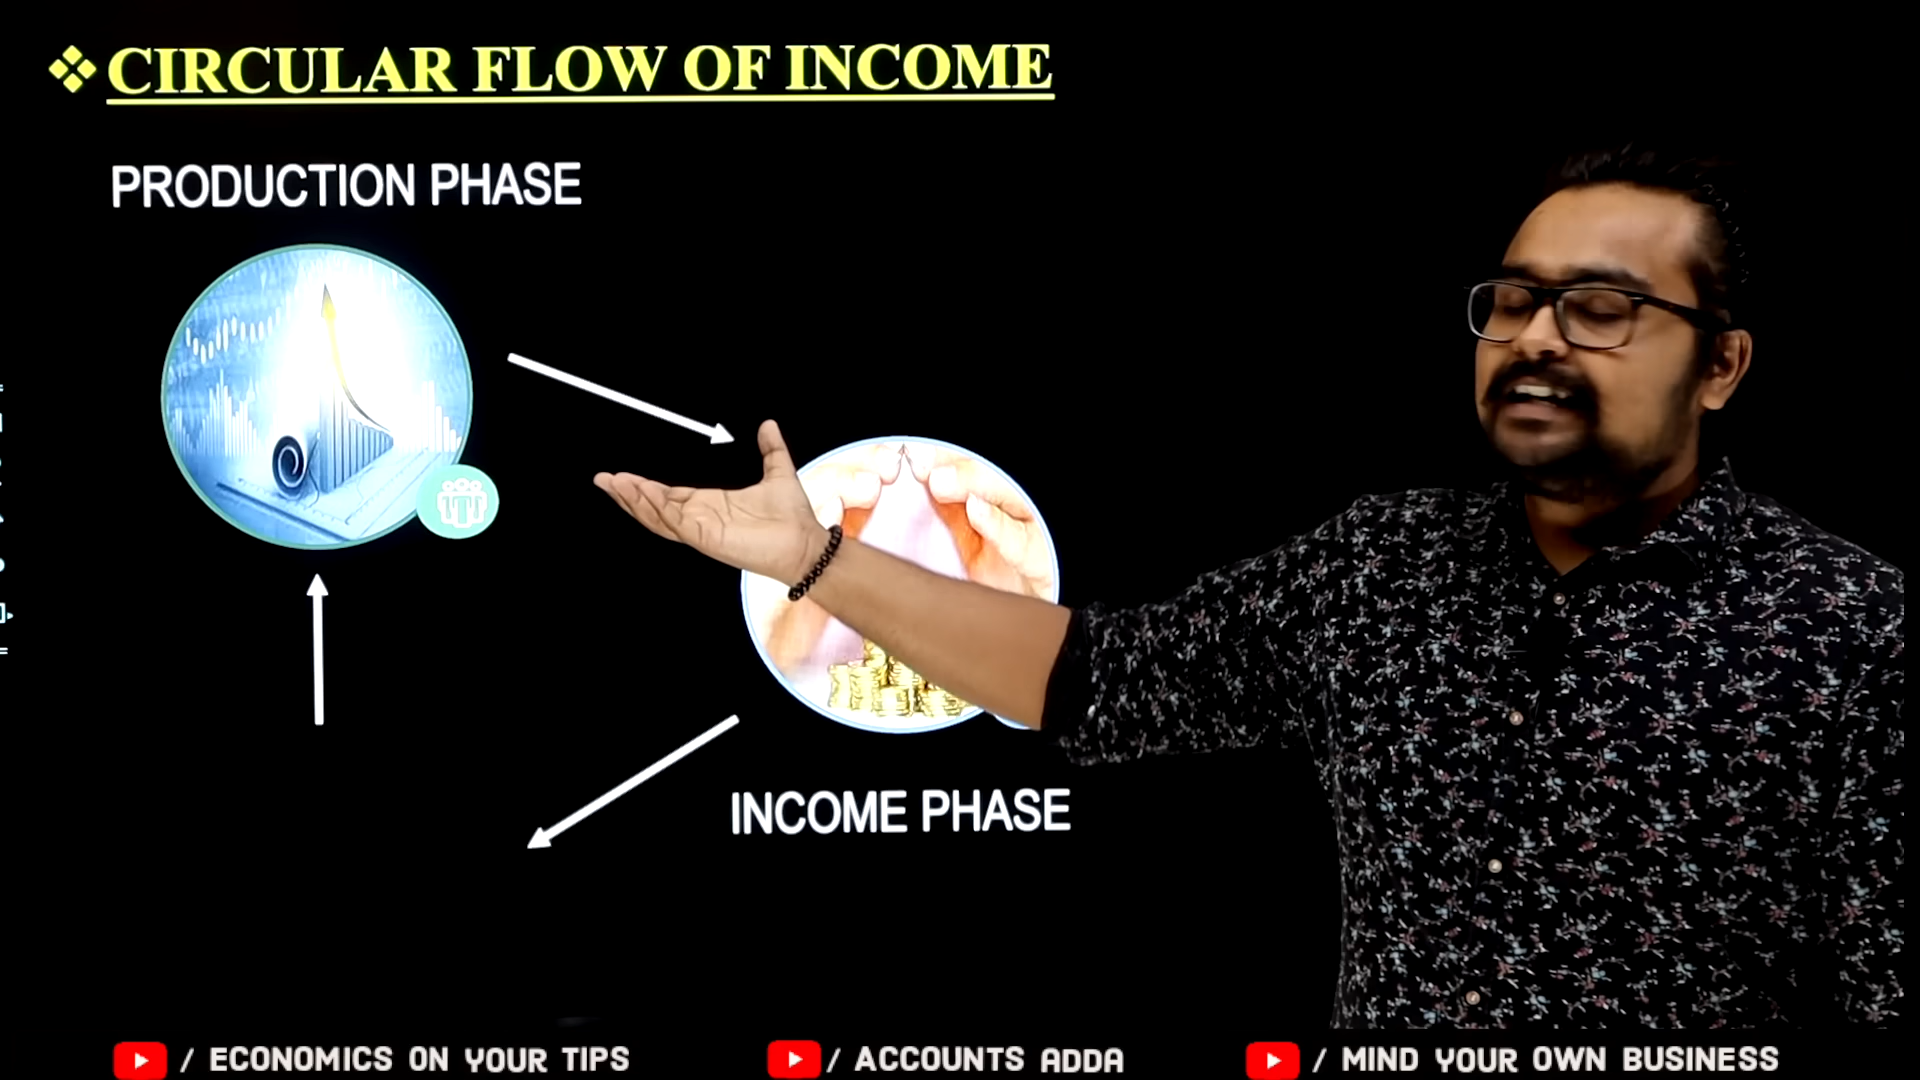 CIRCULAR FLOW OF INCOME
PRODUCTION PHASE
INCOME PHASE
/ ECONOMICS ON YOUR TIPS
/ ACCOUNTS ADDA
/ MIND YOUR OWN BUSINESS